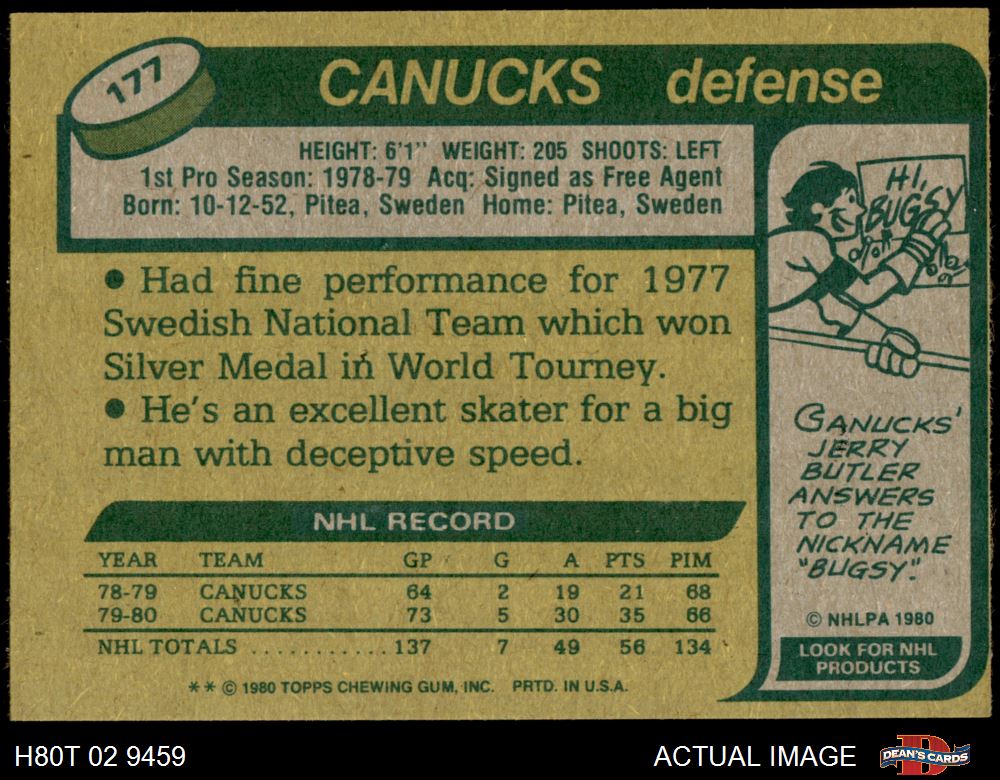 177
CANUCKS defense
HEIGHT: 6'1" WEIGHT: 205 SHOOTS: LEFT
1st Pro Season: 1978-79 Acq: Signed as Free Agent
Born: 10-12-52, Pitea, Sweden Home: Pitea, Sweden
● Had fine performance for 1977
Swedish National Team which won
Silver Medal in World Tourney.
● He's an excellent skater for a big
man with deceptive speed.
NHL RECORD
YEAR TEAM GP G A PTS PIM
78-79 CANUCKS 64 2 19 21 68
79-80 CANUCKS 73 5 30 35 66
NHL TOTALS ........... 137 7 49 56 134
** © 1980 TOPPS CHEWING GUM, INC. PRTD. IN U.S.A.
HI,
BUGSY
CANUCKS'
JERRY
BUTLER
ANSWERS
TO THE
NICKNAME
"BUGSY".
© NHLPA 1980
LOOK FOR NHL
PRODUCTS
H80T 02 9459
ACTUAL IMAGE
DEAN'S CARDS